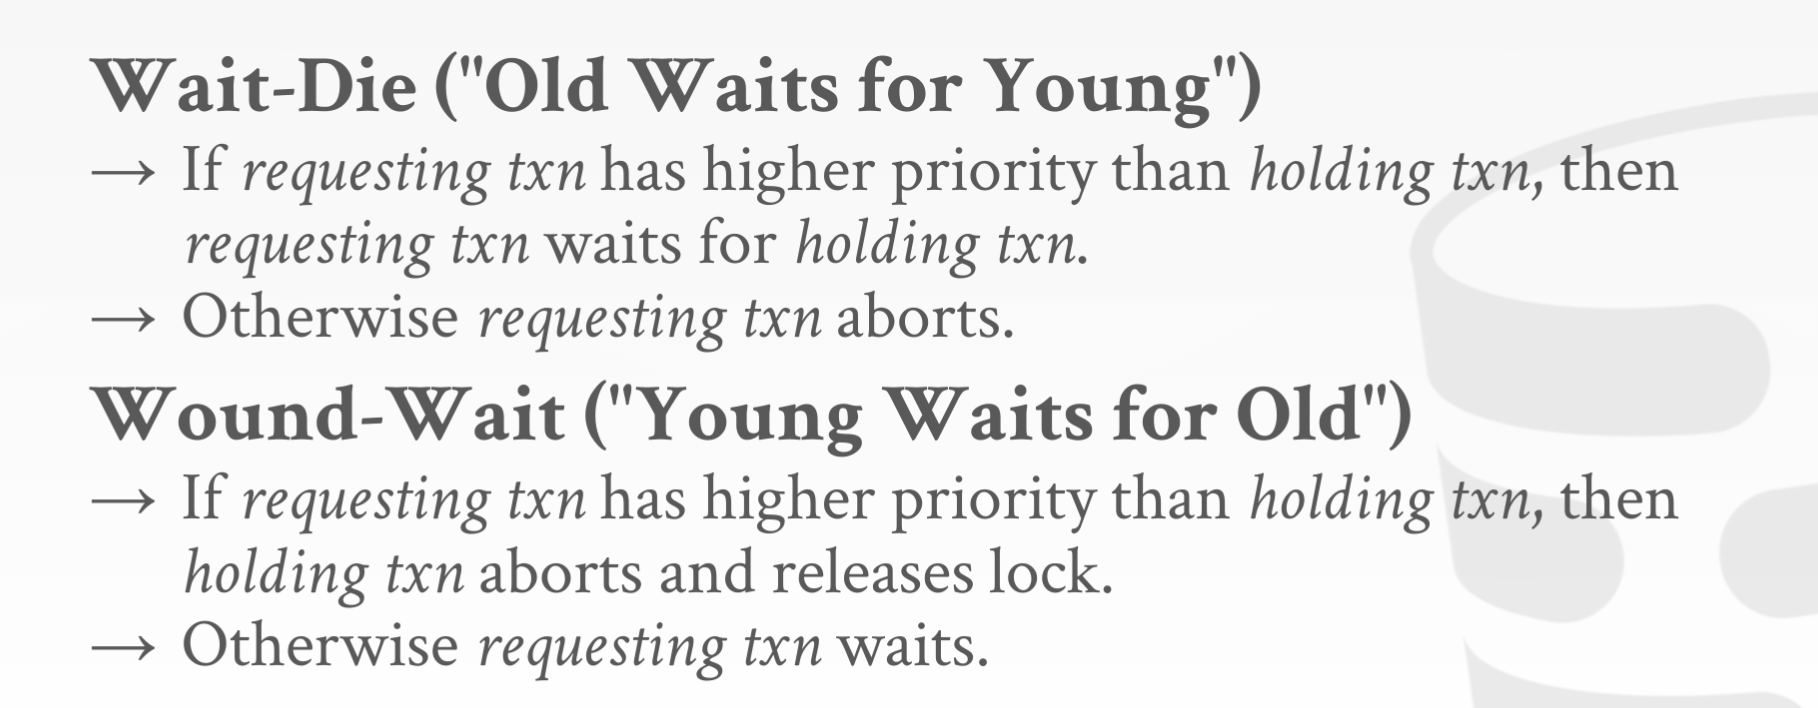 Wait-Die ("Old Waits for Young")
→ If requesting txn has higher priority than holding txn, then
requesting txn waits for holding txn.
→ Otherwise requesting txn aborts.
Wound-Wait ("Young Waits for Old")
→ If requesting txn has higher priority than holding txn, then
holding txn aborts and releases lock.
→ Otherwise requesting txn waits.